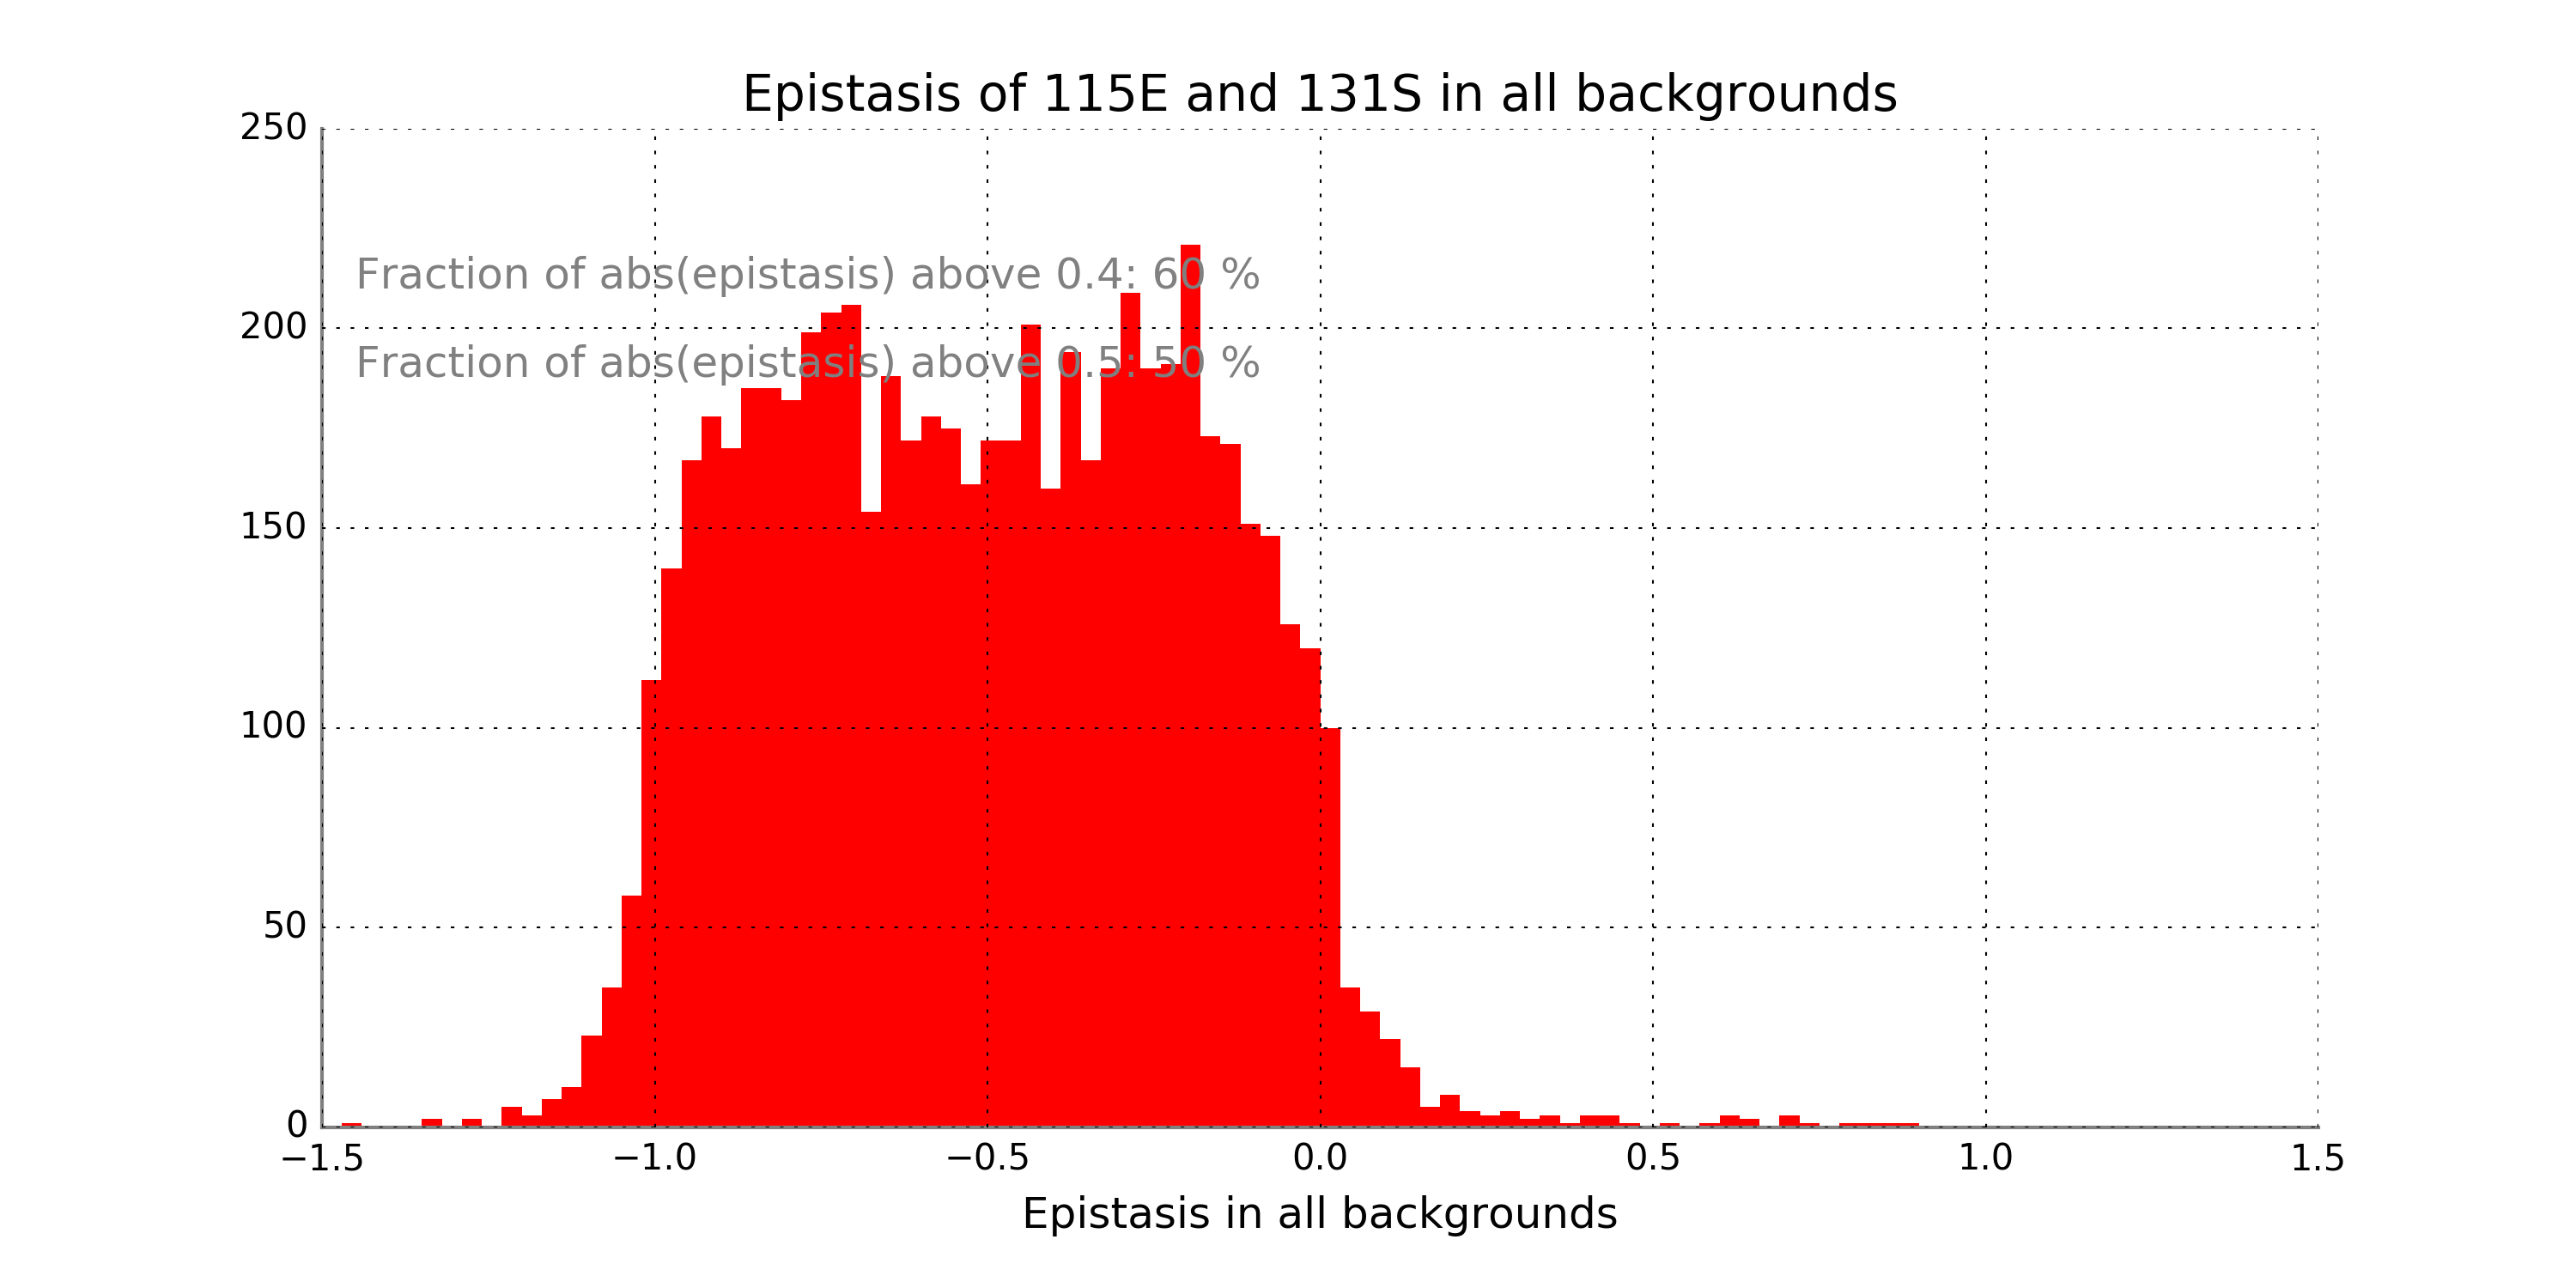 Epistasis of 115E and 131S in all backgrounds
250
Fraction of abs(epistasis) above 0.4: 60 %
200
Fraction of abs(epistasis) above 0.5: 50 %
150
100
50
0
−1.5 −1.0 −0.5 0.0 0.5 1.0 1.5
Epistasis in all backgrounds